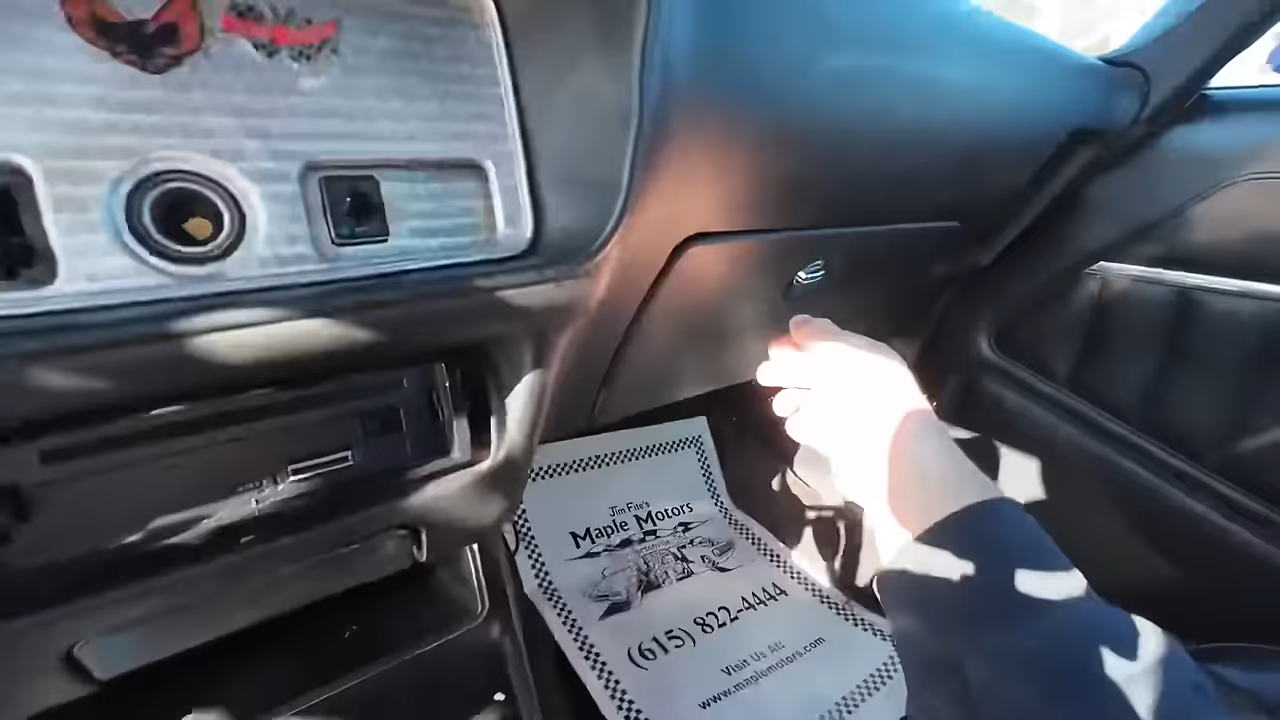 Jim Fite's
Maple Motors
(615) 822-4444
Visit Us At:
www.maplemotors.com